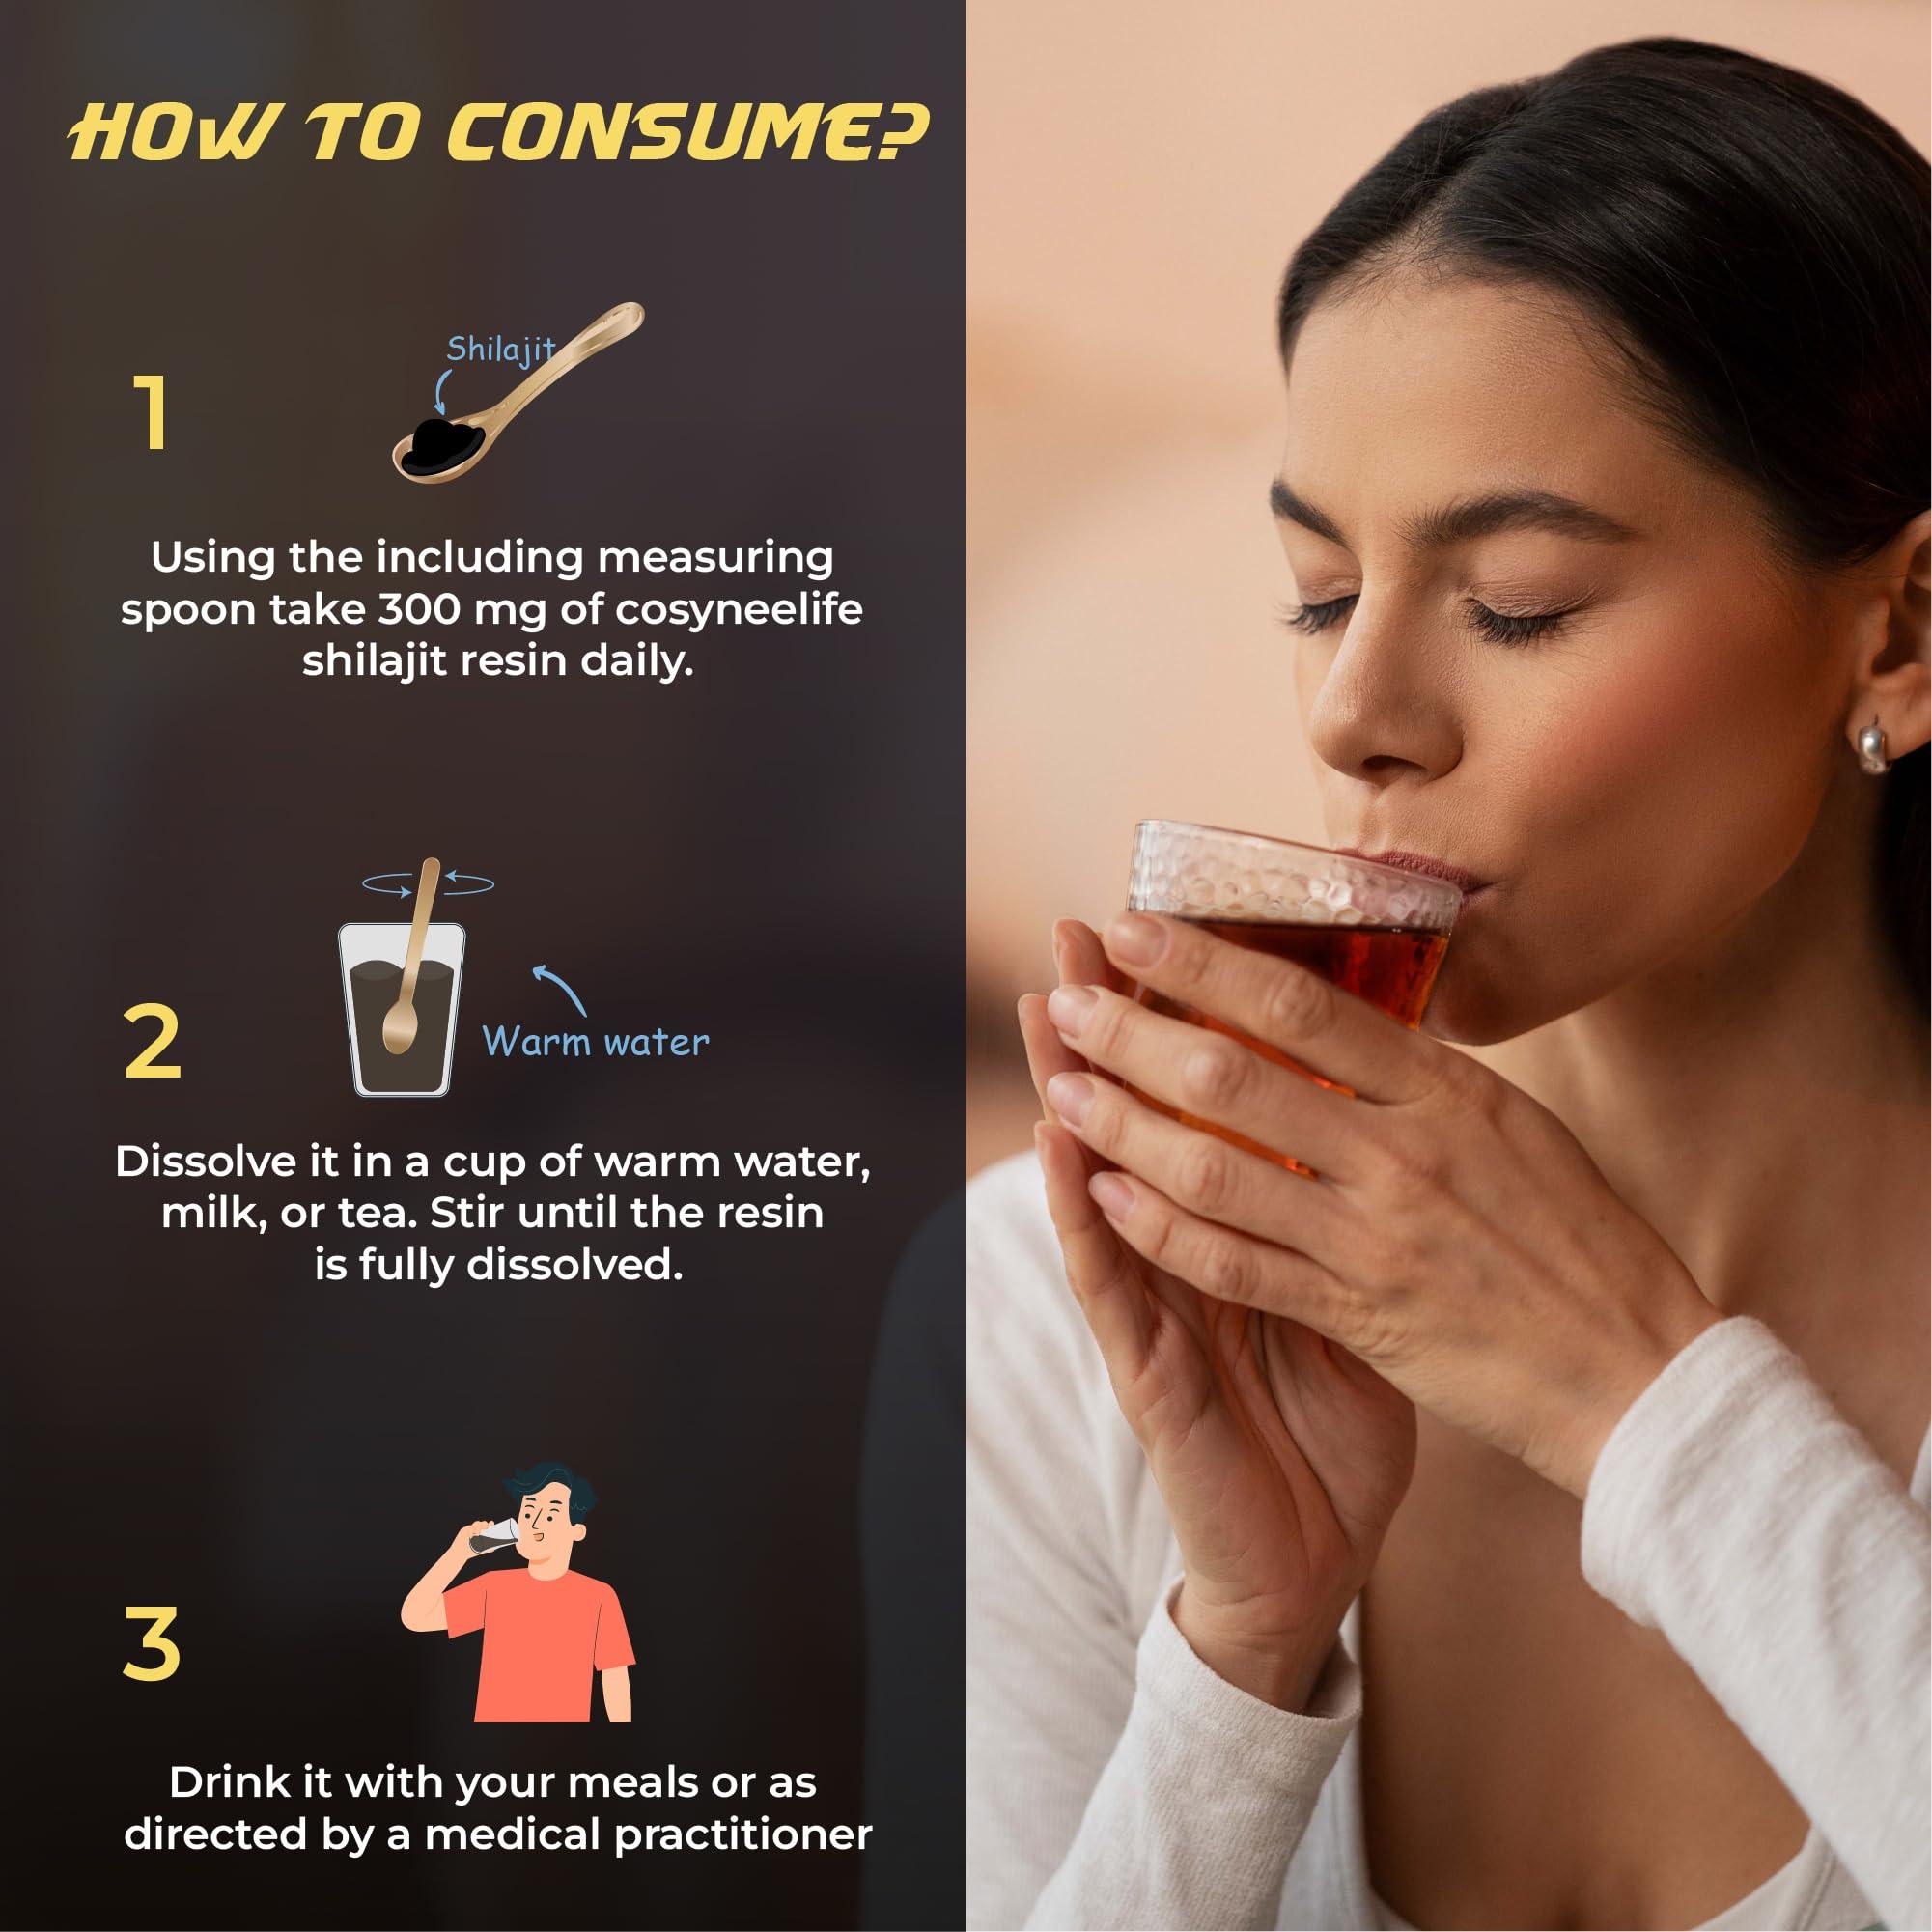 HOW TO CONSUME?
Shilajit
1
Using the including measuring
spoon take 300 mg of cosyneelife
shilajit resin daily.
Warm water
2
Dissolve it in a cup of warm water,
milk, or tea. Stir until the resin
is fully dissolved.
3
Drink it with your meals or as
directed by a medical practitioner